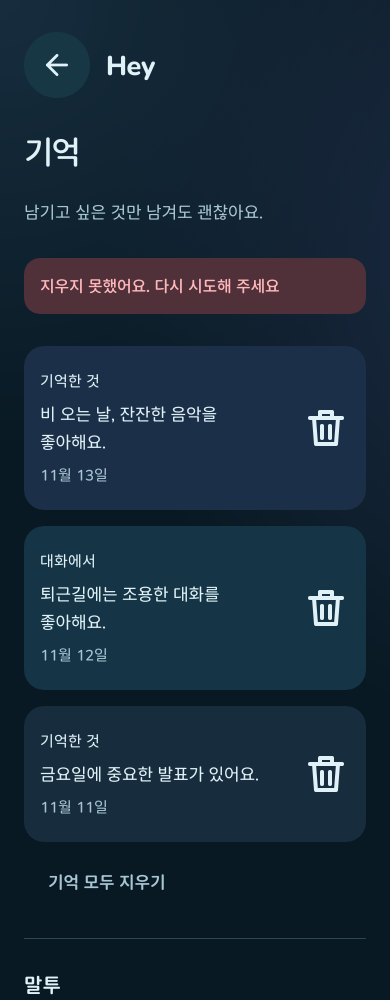 Hey
기억
남기고 싶은 것만 남겨도 괜찮아요.
지우지 못했어요. 다시 시도해 주세요
기억한 것
비 오는 날, 잔잔한 음악을
좋아해요.
11월 13일
대화에서
퇴근길에는 조용한 대화를
좋아해요.
11월 12일
기억한 것
금요일에 중요한 발표가 있어요.
11월 11일
기억 모두 지우기
말투